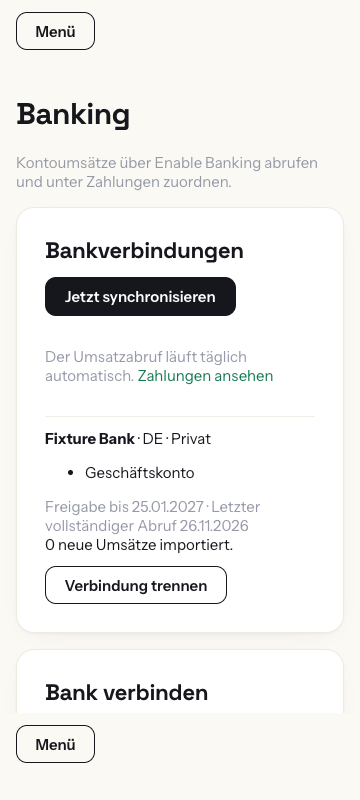 Menü
Banking
Kontoumsätze über Enable Banking abrufen
und unter Zahlungen zuordnen.
Bankverbindungen
Jetzt synchronisieren
Der Umsatzabruf läuft täglich
automatisch. Zahlungen ansehen
Fixture Bank · DE · Privat
• Geschäftskonto
Freigabe bis 25.01.2027 · Letzter
vollständiger Abruf 26.11.2026
0 neue Umsätze importiert.
Verbindung trennen
Bank verbinden
Menü